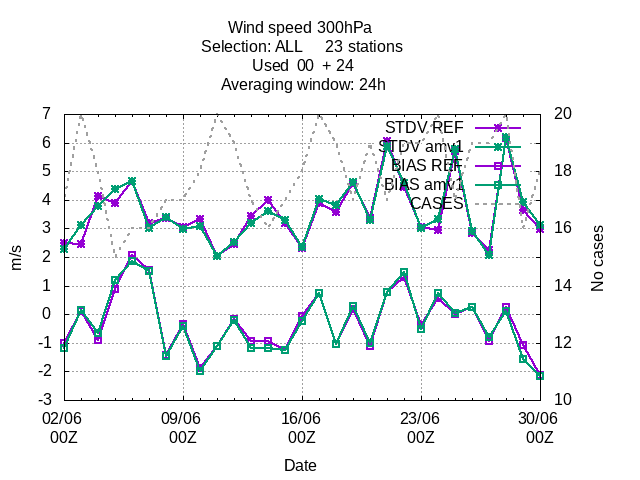 Wind speed 300hPa
Selection: ALL     23 stations
Used  00  + 24
Averaging window: 24h
7
6
5
4
3
2
1
0
-1
-2
-3
m/s
STDV REF
STDV amv1
BIAS REF
BIAS amv1
CASES
20
18
16
14
12
10
No cases
02/06 09/06 16/06 23/06 30/06
00Z 00Z 00Z 00Z 00Z
Date